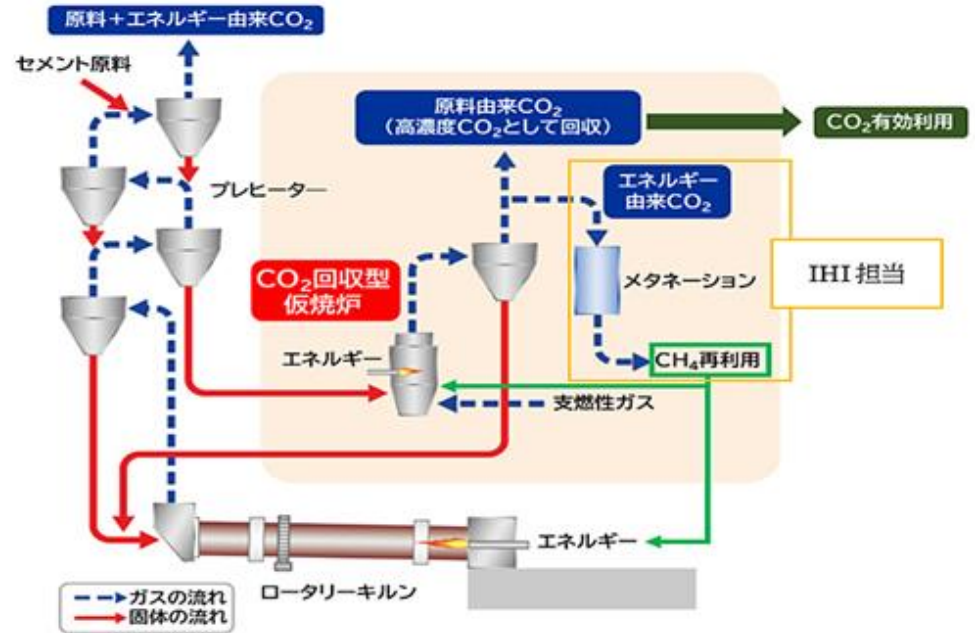 原料+エネルギー由来CO₂
セメント原料
プレヒーター
原料由来CO₂
(高濃度CO₂として回収)
CO₂有効利用
エネルギー
由来CO₂
CO₂回収型
仮焼炉
メタネーション
IHI 担当
エネルギー
CH₄再利用
支燃性ガス
エネルギー
ロータリーキルン
ガスの流れ
固体の流れ